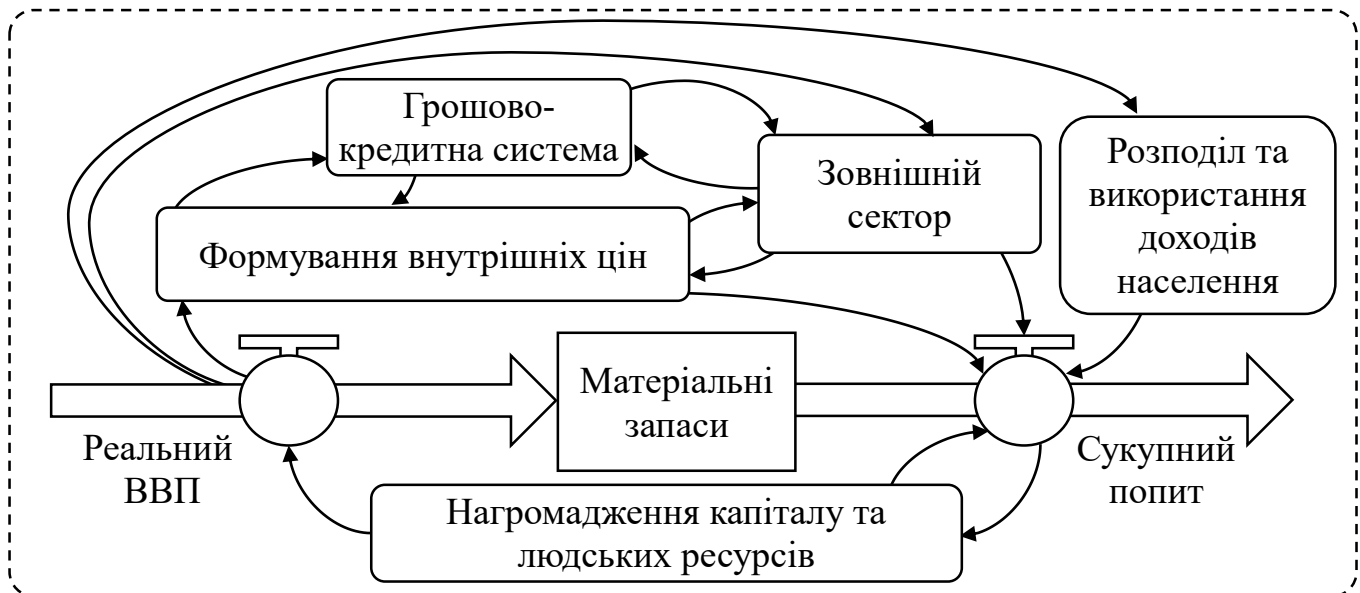 Грошово-
кредитна система
Зовнішній
сектор
Розподіл та
використання
доходів
населення
Формування внутрішніх цін
Матеріальні
запаси
Реальний
ВВП
Сукупний
попит
Нагромадження капіталу та
людських ресурсів